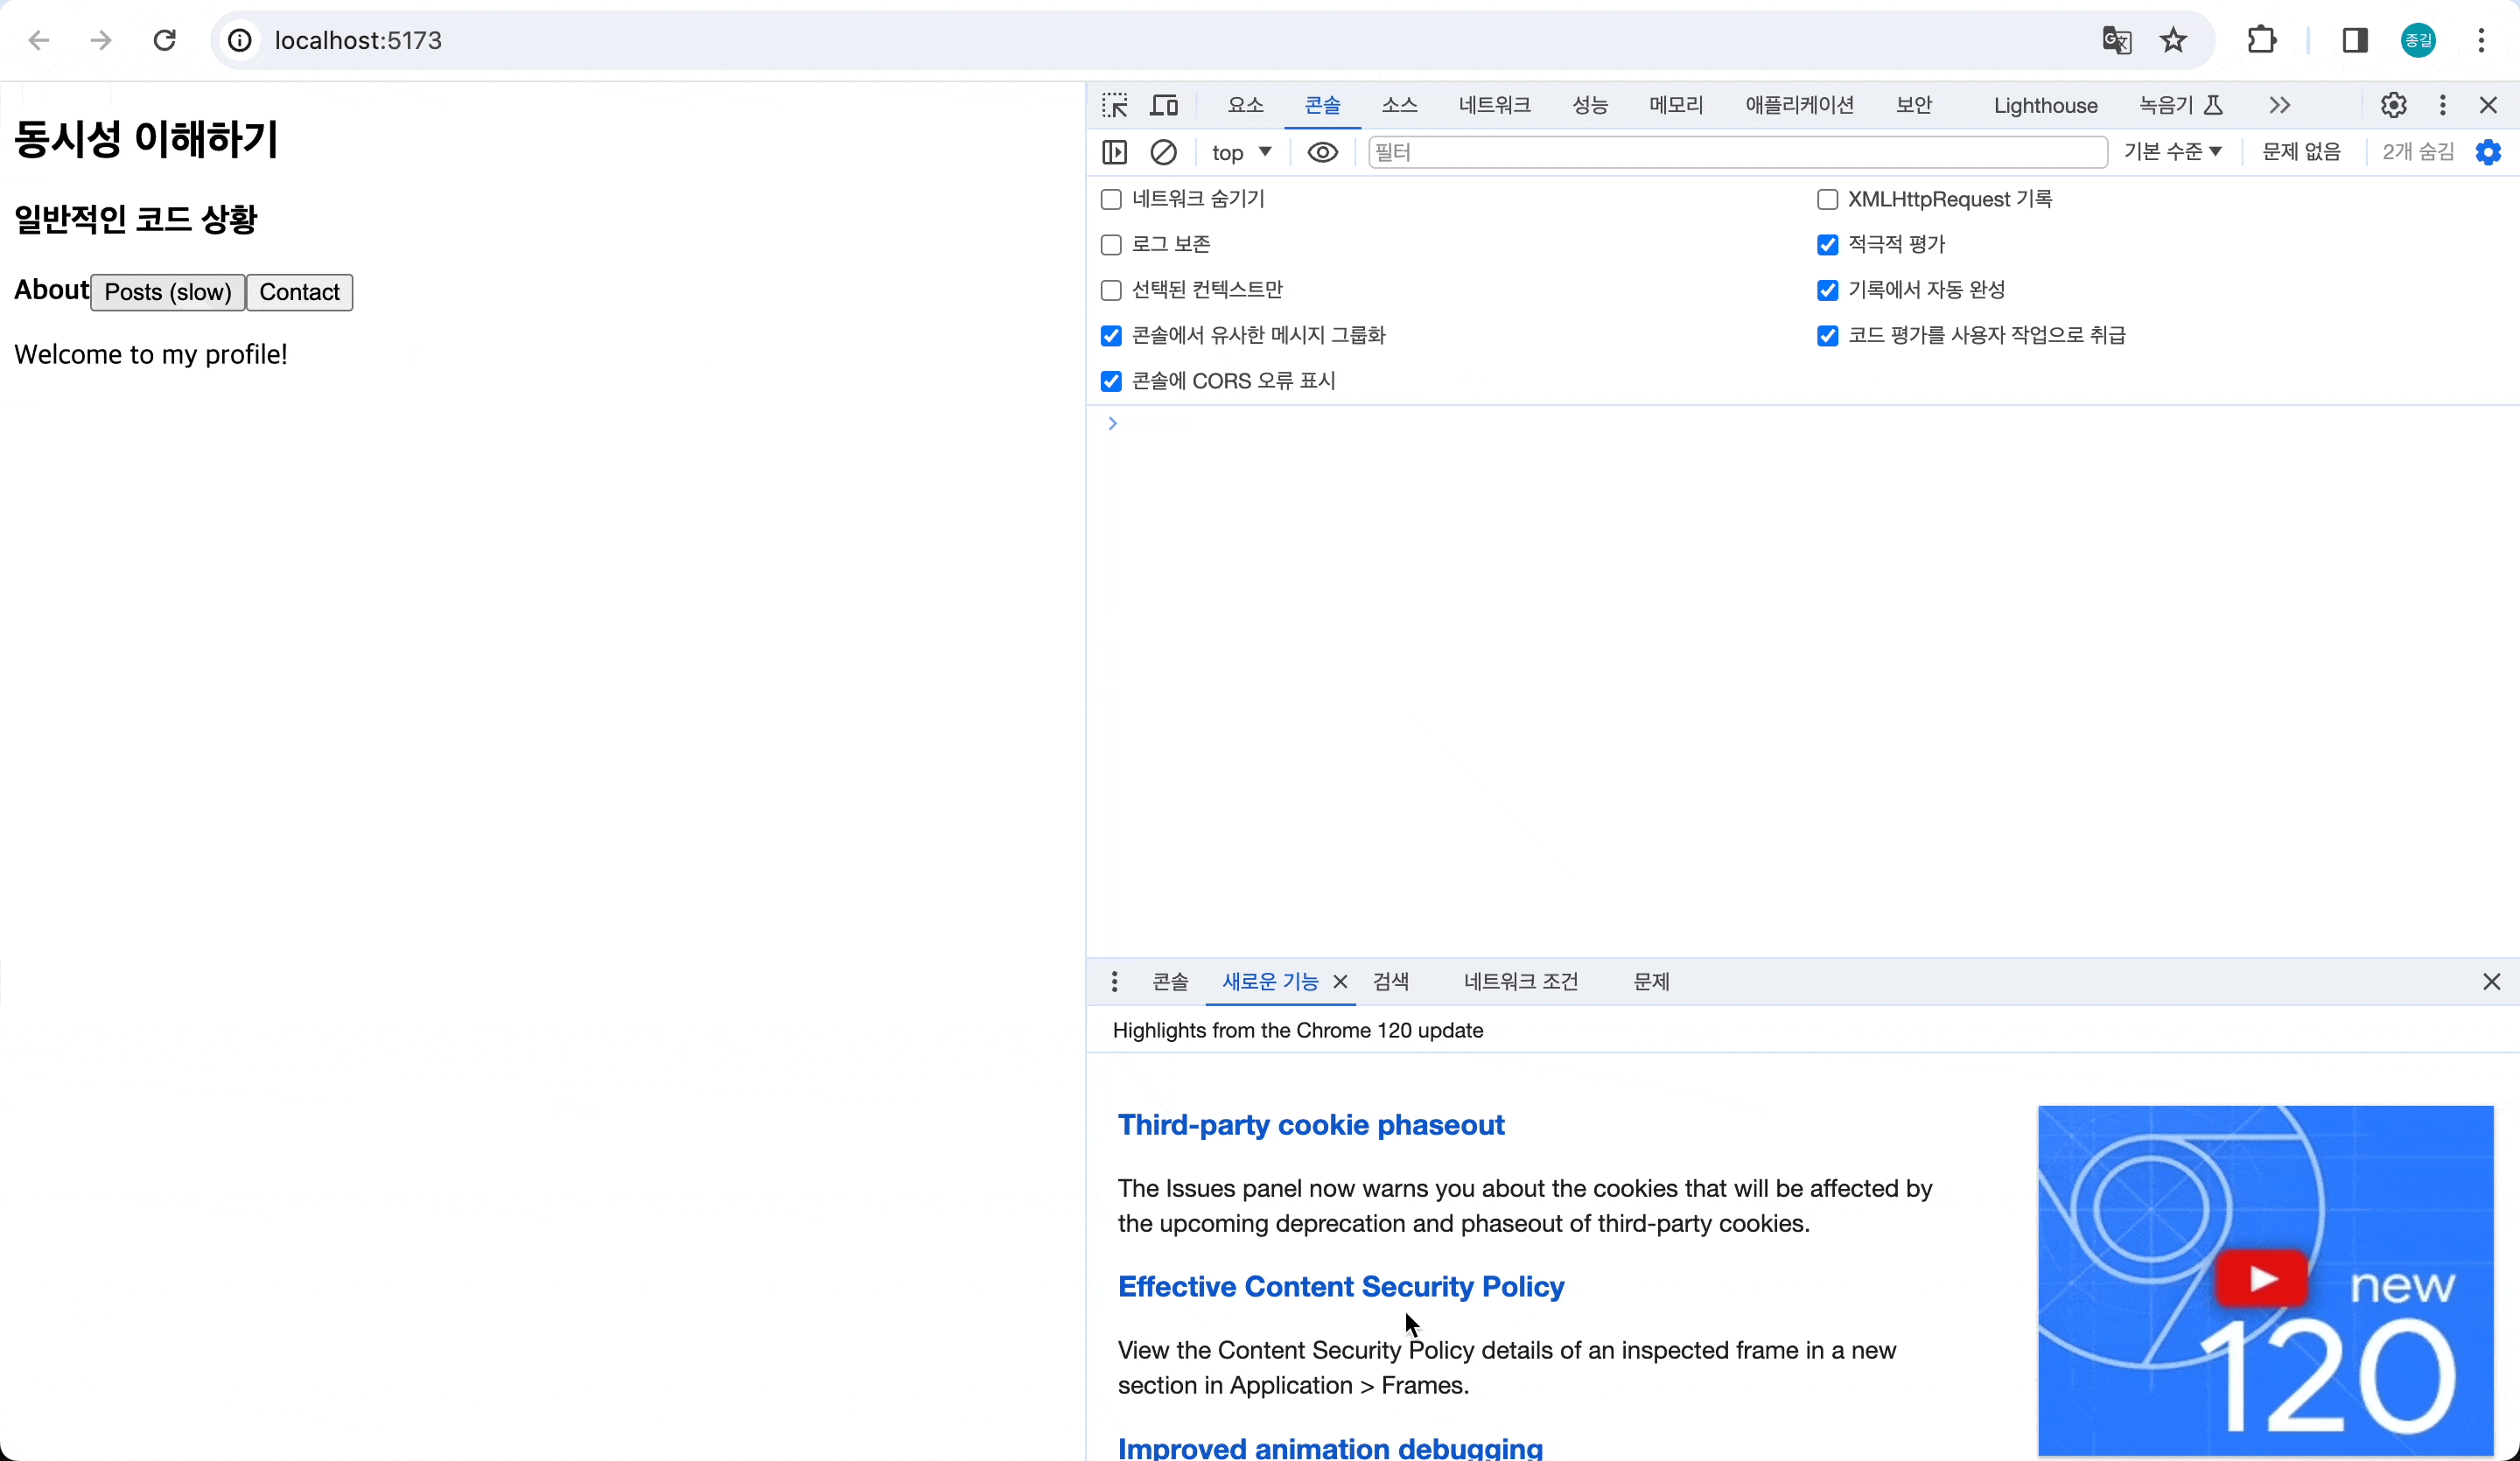 localhost:5173
종길
동시성 이해하기
일반적인 코드 상황
About Posts (slow) Contact
Welcome to my profile!
요소 콘솔 소스 네트워크 성능 메모리 애플리케이션 보안 Lighthouse 녹음기
top 필터 기본 수준 문제 없음 2개 숨김
네트워크 숨기기 XMLHttpRequest 기록
로그 보존 적극적 평가
선택된 컨텍스트만 기록에서 자동 완성
콘솔에서 유사한 메시지 그룹화 코드 평가를 사용자 작업으로 취급
콘솔에 CORS 오류 표시
콘솔 새로운 기능 검색 네트워크 조건 문제
Highlights from the Chrome 120 update
Third-party cookie phaseout
The Issues panel now warns you about the cookies that will be affected by
the upcoming deprecation and phaseout of third-party cookies.
Effective Content Security Policy
View the Content Security Policy details of an inspected frame in a new
section in Application > Frames.
Improved animation debugging
new
120